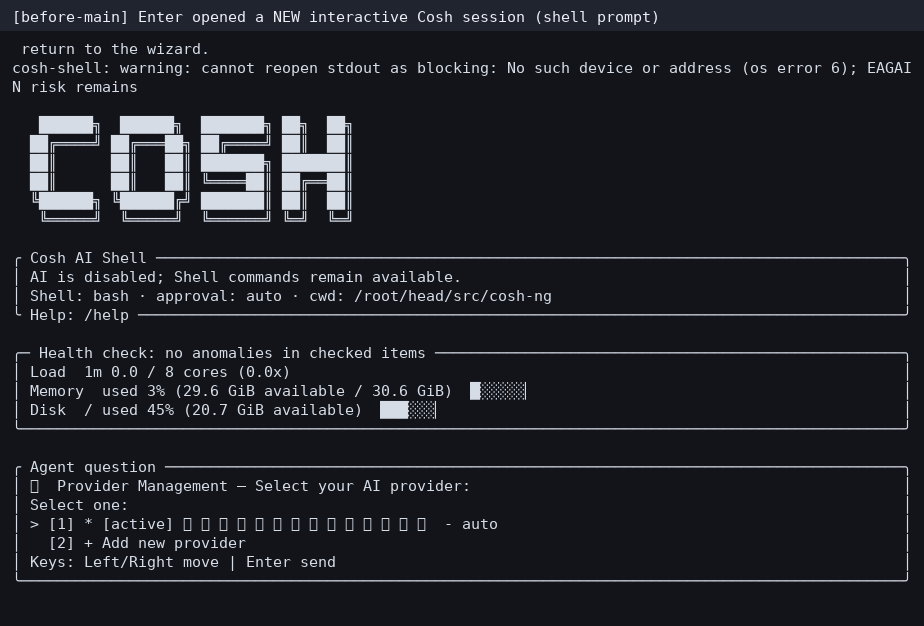 [before-main] Enter opened a NEW interactive Cosh session (shell prompt)
return to the wizard.
cosh-shell: warning: cannot reopen stdout as blocking: No such device or address (os error 6); EAGAI
N risk remains
COSH
Cosh AI Shell
AI is disabled; Shell commands remain available.
Shell: bash · approval: auto · cwd: /root/head/src/cosh-ng
Help: /help
Health check: no anomalies in checked items
Load  1m 0.0 / 8 cores (0.0x)
Memory  used 3% (29.6 GiB available / 30.6 GiB)
Disk  / used 45% (20.7 GiB available)
Agent question
Provider Management — Select your AI provider:
Select one:
> [1] * [active] - auto
[2] + Add new provider
Keys: Left/Right move | Enter send